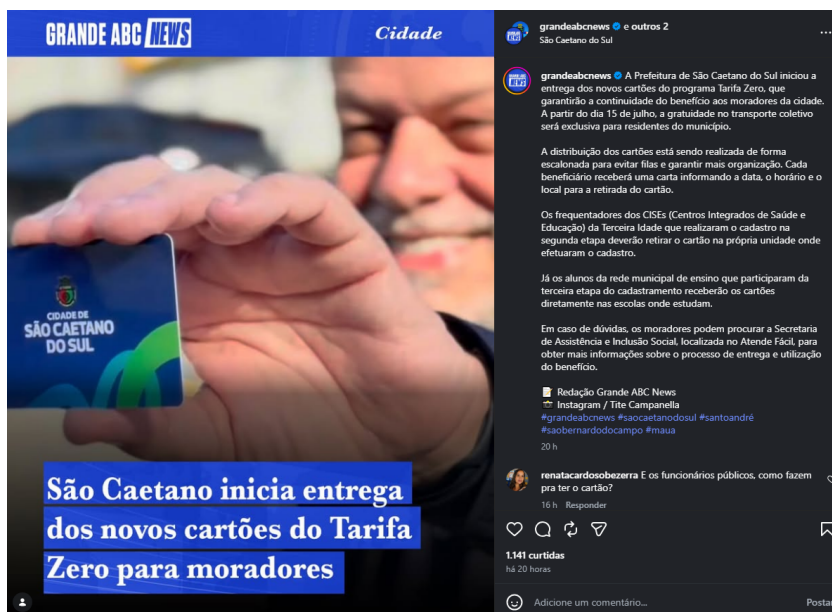 GRANDE ABC NEWS
Cidade
CIDADE DE
SÃO CAETANO
DO SUL
São Caetano inicia entrega
dos novos cartões do Tarifa
Zero para moradores
grandeabcnews e outros 2
São Caetano do Sul
grandeabcnews A Prefeitura de São Caetano do Sul iniciou a
entrega dos novos cartões do programa Tarifa Zero, que
garantirão a continuidade do benefício aos moradores da cidade.
A partir do dia 15 de julho, a gratuidade no transporte coletivo
será exclusiva para residentes do município.
A distribuição dos cartões está sendo realizada de forma
escalonada para evitar filas e garantir mais organização. Cada
beneficiário receberá uma carta informando a data, o horário e o
local para a retirada do cartão.
Os frequentadores dos CISEs (Centros Integrados de Saúde e
Educação) da Terceira Idade que realizaram o cadastro na
segunda etapa deverão retirar o cartão na própria unidade onde
efetuaram o cadastro.
Já os alunos da rede municipal de ensino que participaram da
terceira etapa do cadastramento receberão os cartões
diretamente nas escolas onde estudam.
Em caso de dúvidas, os moradores podem procurar a Secretaria
de Assistência e Inclusão Social, localizada no Atende Fácil, para
obter mais informações sobre o processo de entrega e utilização
do benefício.
Redação Grande ABC News
Instagram / Tite Campanella
#grandeabcnews #saocaetanodosul #santoandré
#saobernardodocampo #maua
20 h
renatacardosobezerra E os funcionários públicos, como fazem
pra ter o cartão?
16 h Responder
1.141 curtidas
há 20 horas
Adicione um comentário...